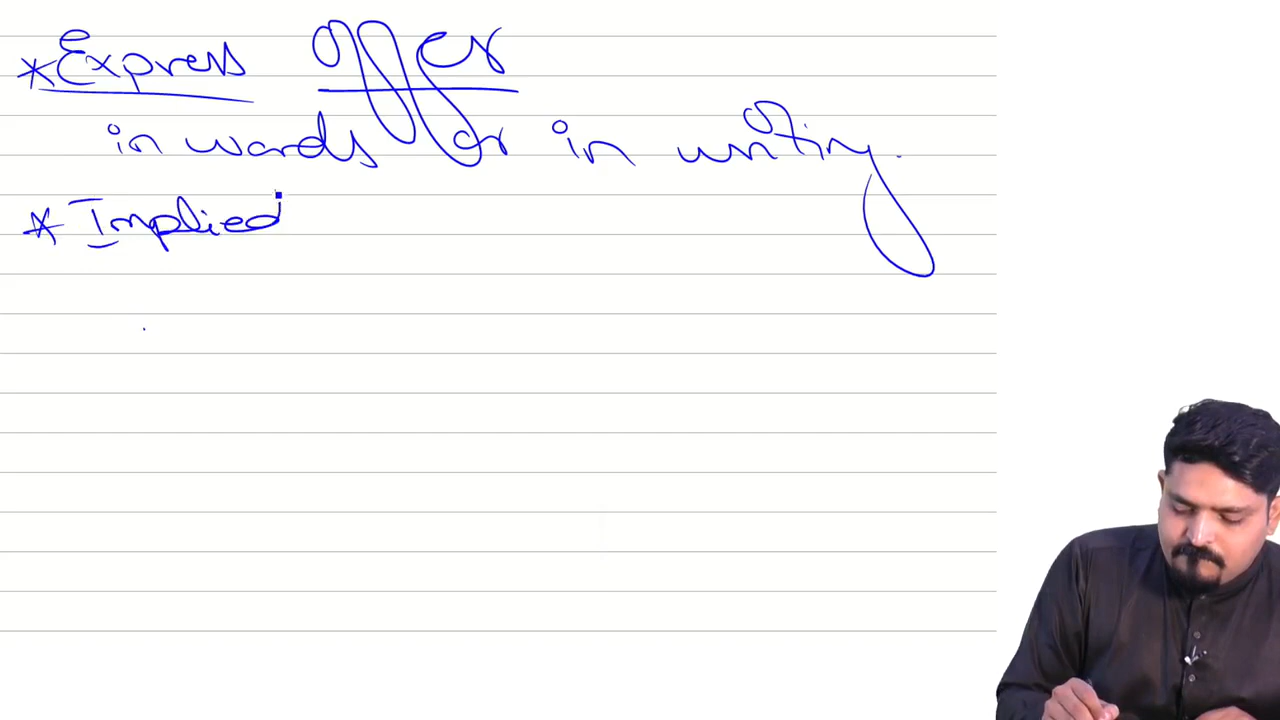 *Express offer
in words or in writing.
* Implied